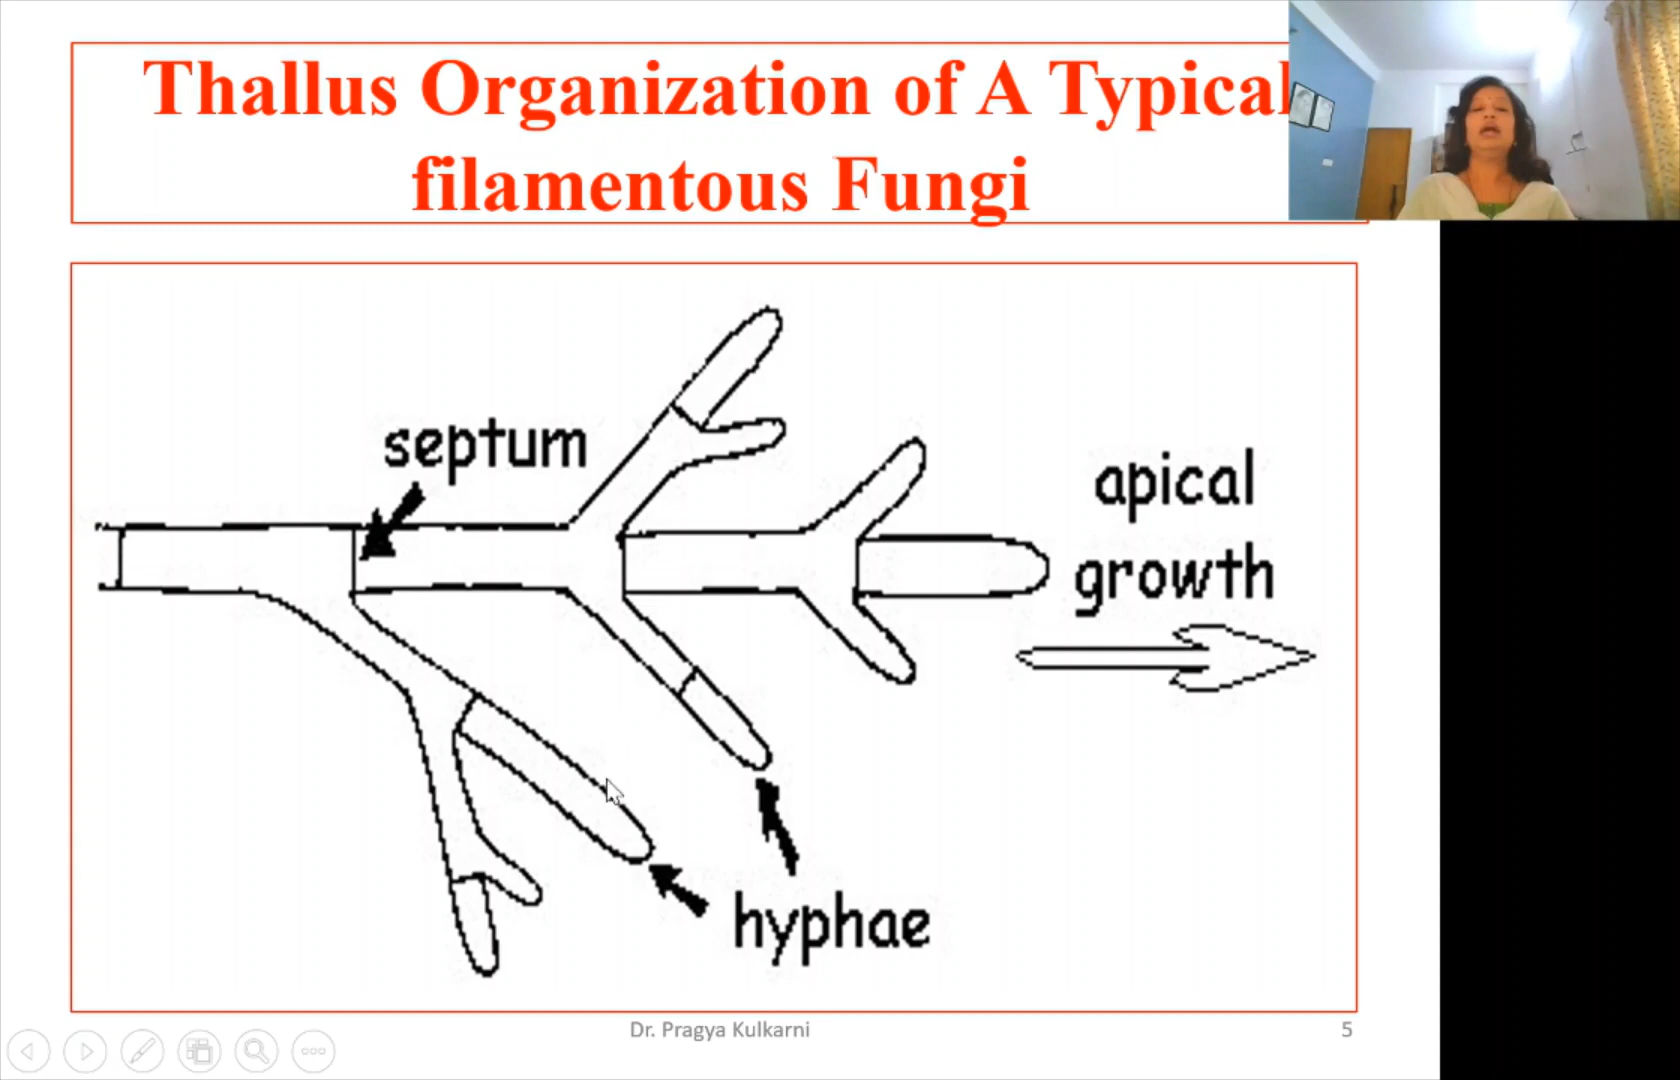 Thallus Organization of A Typical
filamentous Fungi
septum
apical
growth
hyphae
Dr. Pragya Kulkarni
5